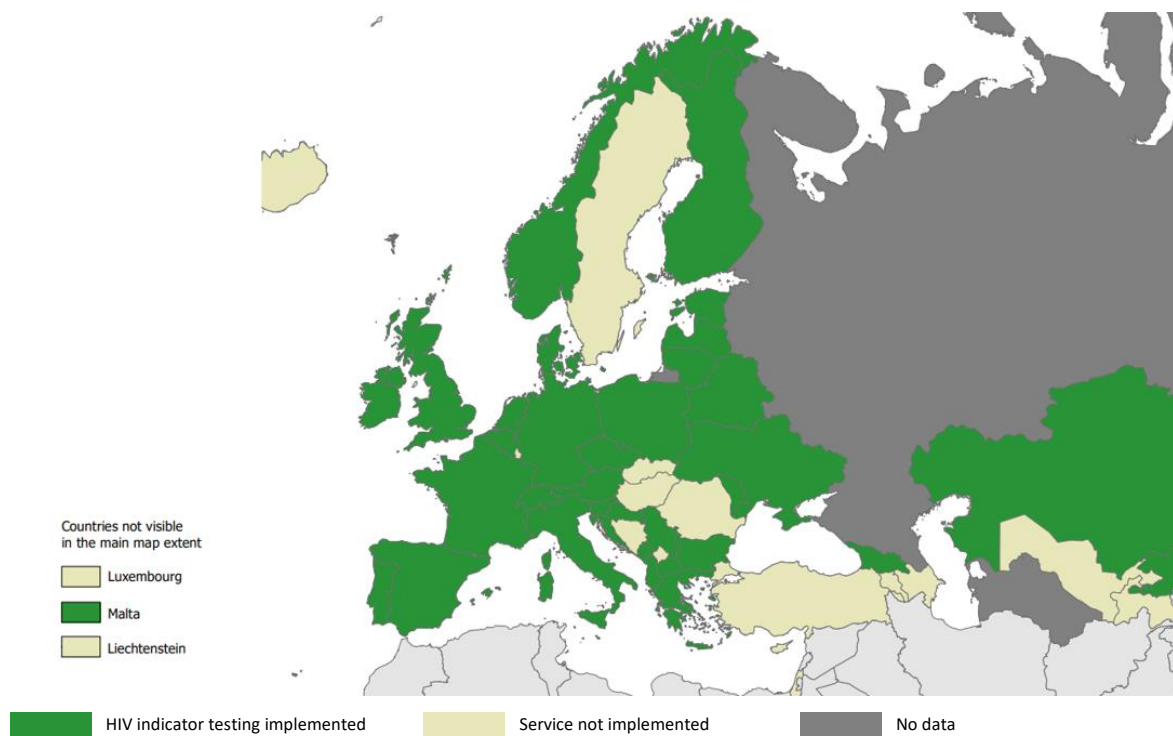 Countries not visible
in the main map extent
Luxembourg
Malta
Liechtenstein
HIV indicator testing implemented
Service not implemented
No data